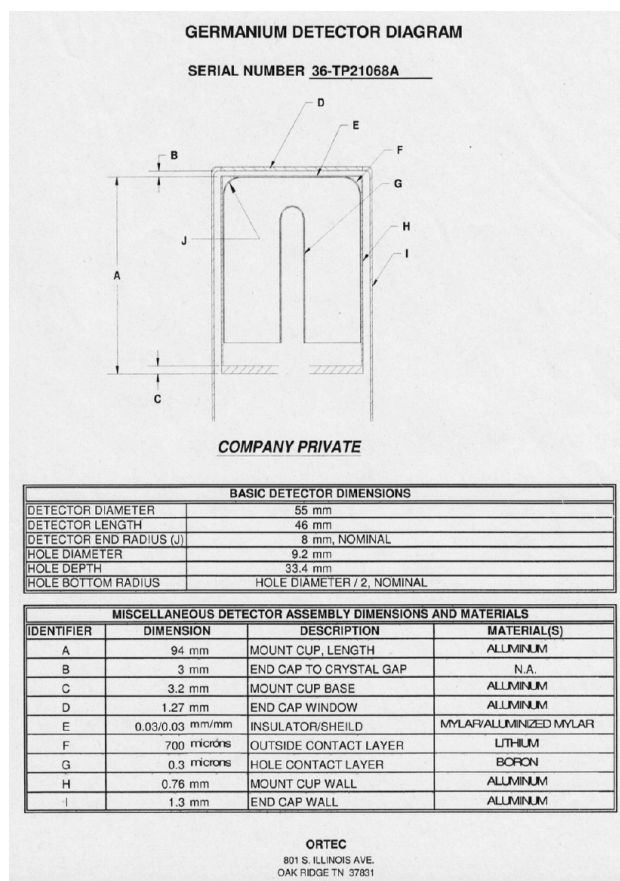 GERMANIUM DETECTOR DIAGRAM
SERIAL NUMBER 36-TP21068A
D
E
B
F
G
J
H
I
A
C
COMPANY PRIVATE
BASIC DETECTOR DIMENSIONS
DETECTOR DIAMETER 55 mm
DETECTOR LENGTH 46 mm
DETECTOR END RADIUS (J) 8 mm, NOMINAL
HOLE DIAMETER 9.2 mm
HOLE DEPTH 33.4 mm
HOLE BOTTOM RADIUS HOLE DIAMETER / 2, NOMINAL
MISCELLANEOUS DETECTOR ASSEMBLY DIMENSIONS AND MATERIALS
IDENTIFIER DIMENSION DESCRIPTION MATERIAL(S)
A 94 mm MOUNT CUP, LENGTH ALUMINUM
B 3 mm END CAP TO CRYSTAL GAP N.A.
C 3.2 mm MOUNT CUP BASE ALUMINUM
D 1.27 mm END CAP WINDOW ALUMINUM
E 0.03/0.03 mm/mm INSULATOR/SHEILD MYLAR/ALUMINIZED MYLAR
F 700 microns OUTSIDE CONTACT LAYER LITHIUM
G 0.3 microns HOLE CONTACT LAYER BORON
H 0.76 mm MOUNT CUP WALL ALUMINUM
I 1.3 mm END CAP WALL ALUMINUM
ORTEC
801 S. ILLINOIS AVE.
OAK RIDGE TN 37831